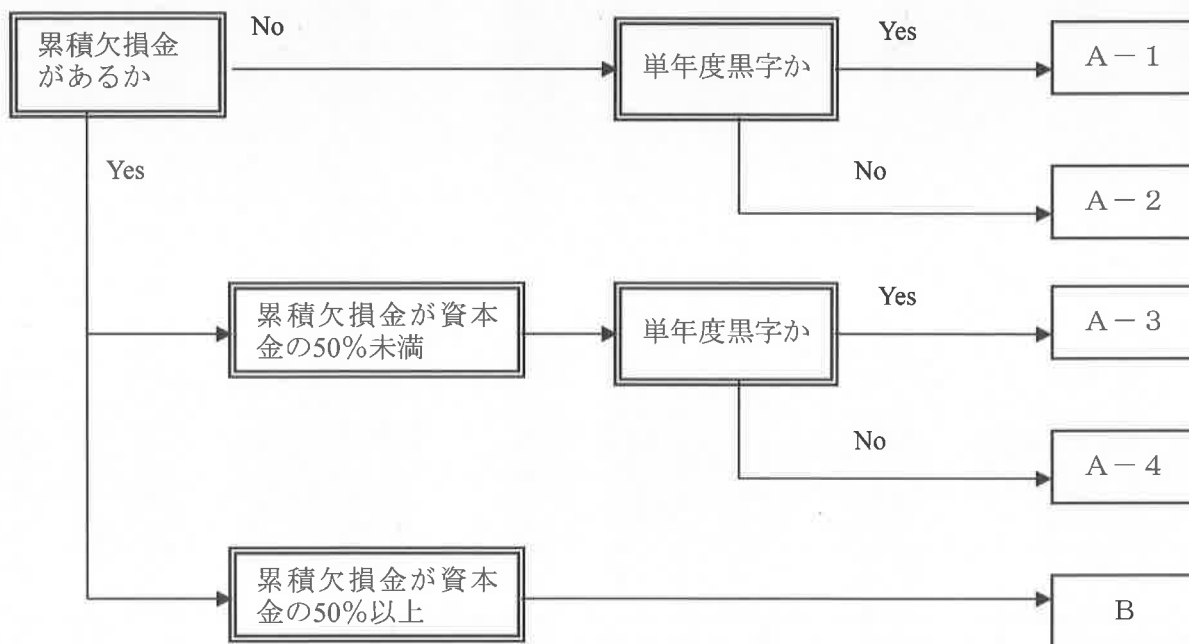 累積欠損金
があるか
No
単年度黒字か
Yes
A－1
No
A－2
Yes
累積欠損金が資本
金の50%未満
単年度黒字か
Yes
A－3
No
A－4
累積欠損金が資本
金の50%以上
B